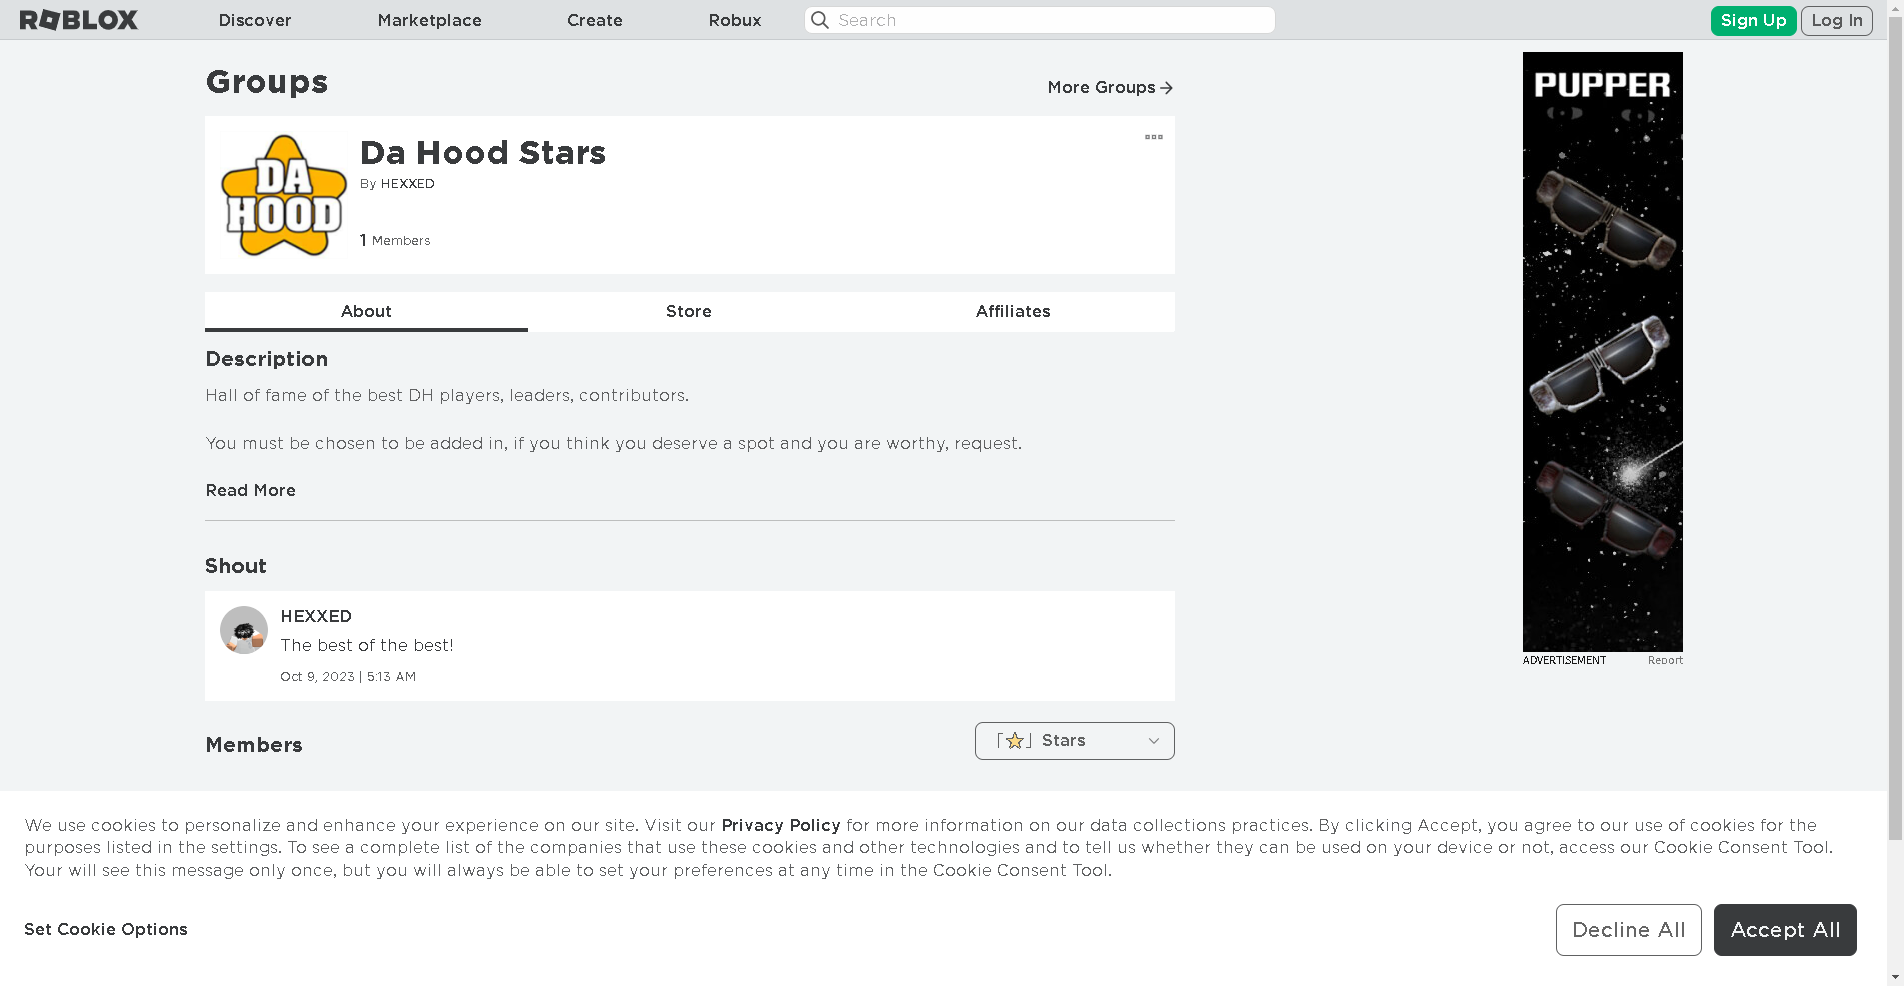 ROBLOX
Discover
Marketplace
Create
Robux
Search
Sign Up
Log In
Groups
More Groups
DA
HOOD
Da Hood Stars
By HEXXED
1 Members
About
Store
Affiliates
Description
Hall of fame of the best DH players, leaders, contributors.
You must be chosen to be added in, if you think you deserve a spot and you are worthy, request.
Read More
Shout
HEXXED
The best of the best!
Oct 9, 2023 | 5:13 AM
Members
「⭐」Stars
PUPPER
ADVERTISEMENT
Report
We use cookies to personalize and enhance your experience on our site. Visit our Privacy Policy for more information on our data collections practices. By clicking Accept, you agree to our use of cookies for the
purposes listed in the settings. To see a complete list of the companies that use these cookies and other technologies and to tell us whether they can be used on your device or not, access our Cookie Consent Tool.
Your will see this message only once, but you will always be able to set your preferences at any time in the Cookie Consent Tool.
Set Cookie Options
Decline All
Accept All